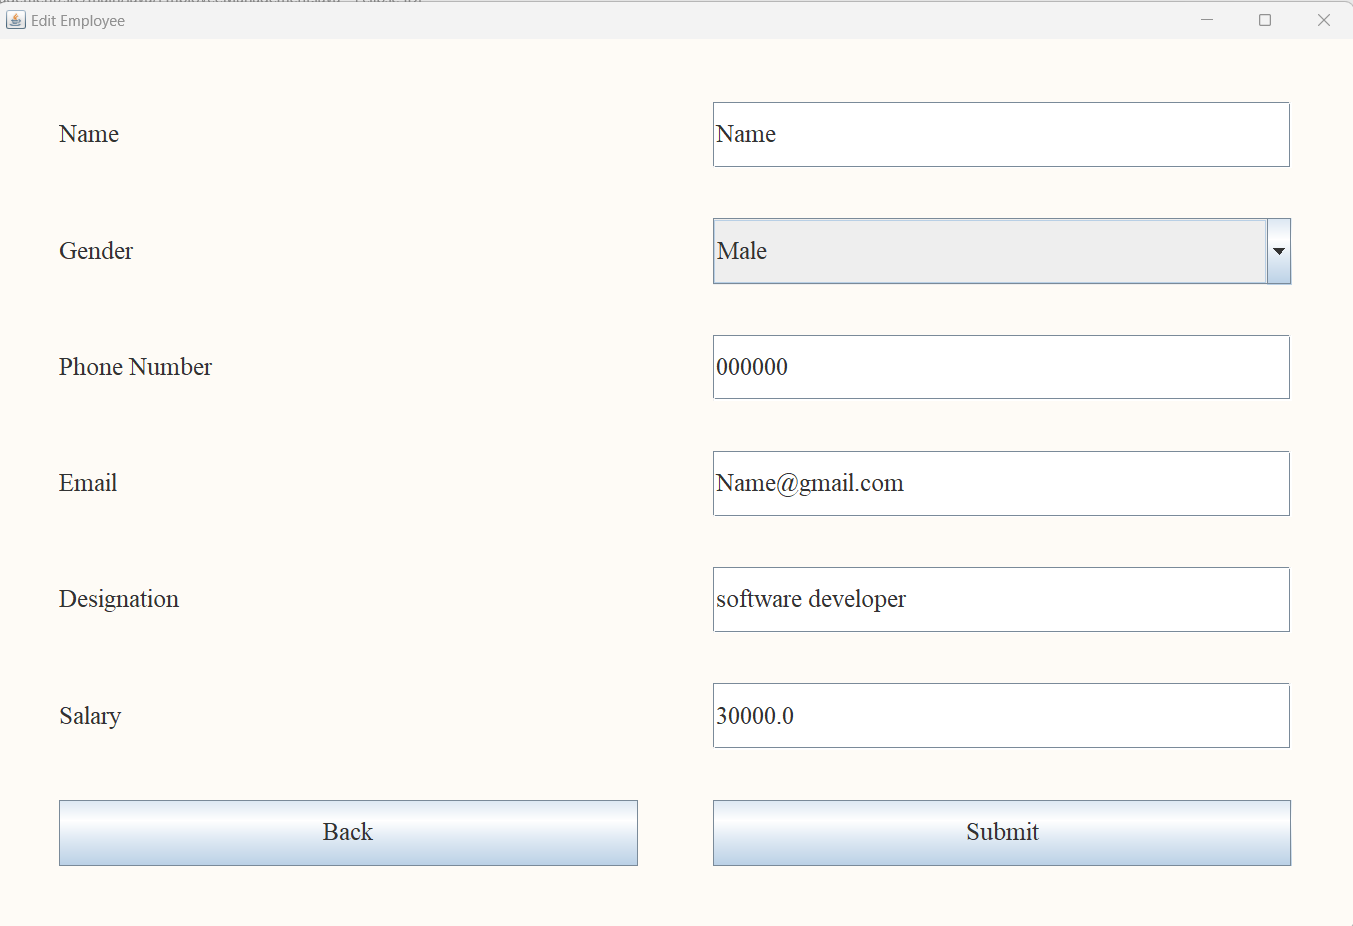 Edit Employee
Name Name
Gender Male
Phone Number 000000
Email Name@gmail.com
Designation software developer
Salary 30000.0
Back Submit